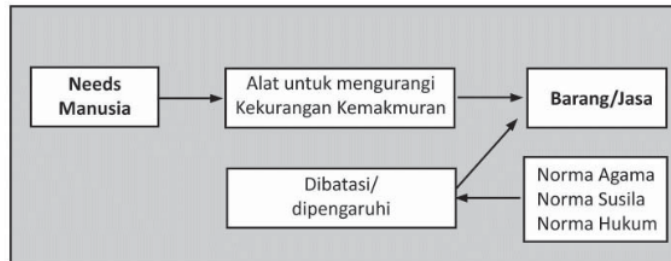 Needs
Manusia
Alat untuk mengurangi
Kekurangan Kemakmuran
Barang/Jasa
Dibatasi/
dipengaruhi
Norma Agama
Norma Susila
Norma Hukum